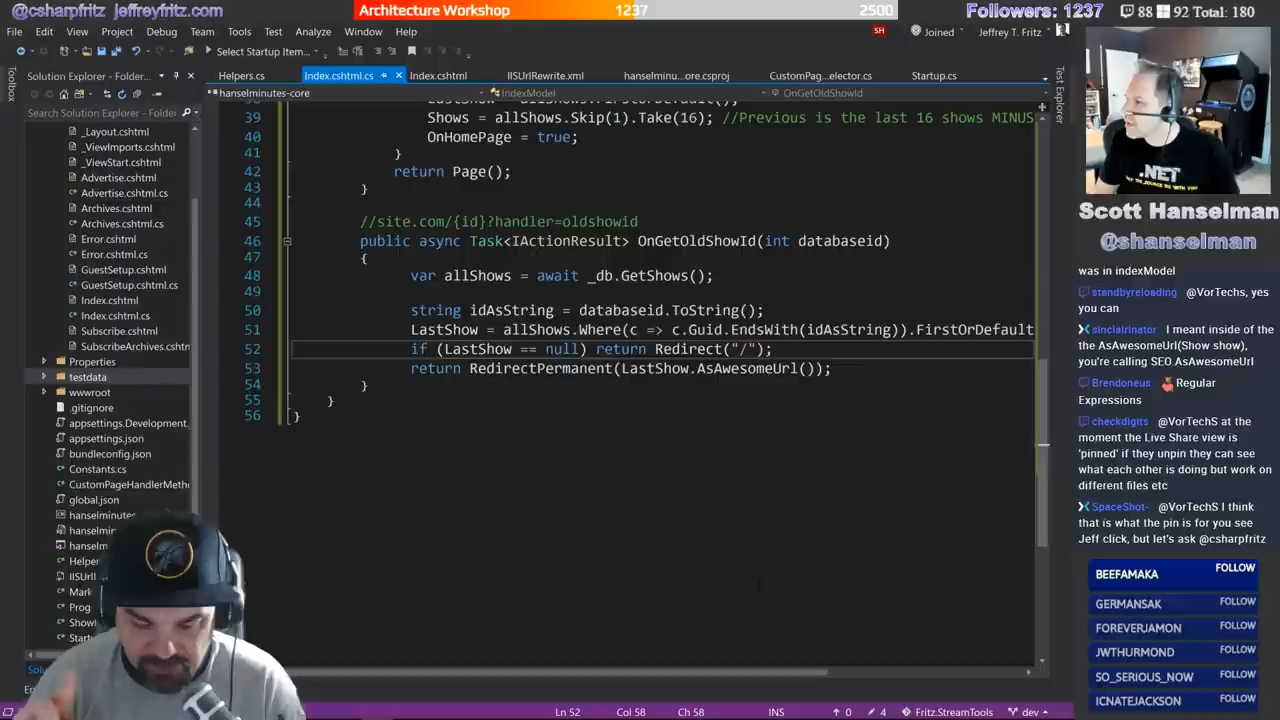 @csharpfritz jeffreyfritz.com
Architecture Workshop 1237 2500
Followers: 1237 88 92 Total: 180
File Edit View Project Debug Team Tools Test Analyze Window Help
SH Joined Jeffrey T. Fritz
Select Startup Item...
Toolbox
Solution Explorer - Folder...
Search Solution Explorer - Folder
_Layout.cshtml
_ViewImports.cshtml
_ViewStart.cshtml
Advertise.cshtml
Advertise.cshtml.cs
Archives.cshtml
Archives.cshtml.cs
Error.cshtml
Error.cshtml.cs
GuestSetup.cshtml
GuestSetup.cshtml.cs
Index.cshtml
Index.cshtml.cs
Subscribe.cshtml
SubscribeArchives.cshtml
Properties
testdata
wwwroot
.gitignore
appsettings.Development.
appsettings.json
bundleconfig.json
Constants.cs
CustomPageHandlerMetho
global.json
hanselminutes
Helpers.cs Index.cshtml.cs Index.cshtml IISUrlRewrite.xml hanselminu...ore.csproj CustomPag...elector.cs Startup.cs
hanselminutes-core IndexModel OnGetOldShowId
39 Shows = allShows.Skip(1).Take(16); //Previous is the last 16 shows MINUS
40 OnHomePage = true;
41 }
42 return Page();
43 }
44
45 //site.com/{id}?handler=oldshowid
46 public async Task<IActionResult> OnGetOldShowId(int databaseid)
47 {
48 var allShows = await _db.GetShows();
49
50 string idAsString = databaseid.ToString();
51 LastShow = allShows.Where(c => c.Guid.EndsWith(idAsString)).FirstOrDefault
52 if (LastShow == null) return Redirect("/");
53 return RedirectPermanent(LastShow.AsAwesomeUrl());
54 }
55 }
56 }
Test Explorer
.NET
Scott Hanselman
@shanselman
was in indexModel
standbyreloading @VorTechs, yes
you can
sinclairinator I meant inside of
the AsAwesomeUrl(Show show),
you're calling SEO AsAwesomeUrl
Brendoneus Regular
Expressions
checkdigits @VorTechS at the
moment the Live Share view is
'pinned' if they unpin they can see
what each other is doing but work on
different files etc
SpaceShot- @VorTechS I think
that is what the pin is for you see
Jeff click, but let's ask @csharpfritz
BEEFAMAKA FOLLOW
GERMANSAK FOLLOW
FOREVERJAMON FOLLOW
JWTHURMOND FOLLOW
SO_SERIOUS_NOW FOLLOW
ICNATEJACKSON FOLLOW
Ln 52 Col 58 Ch 58 INS 0 4 Fritz.StreamTools dev